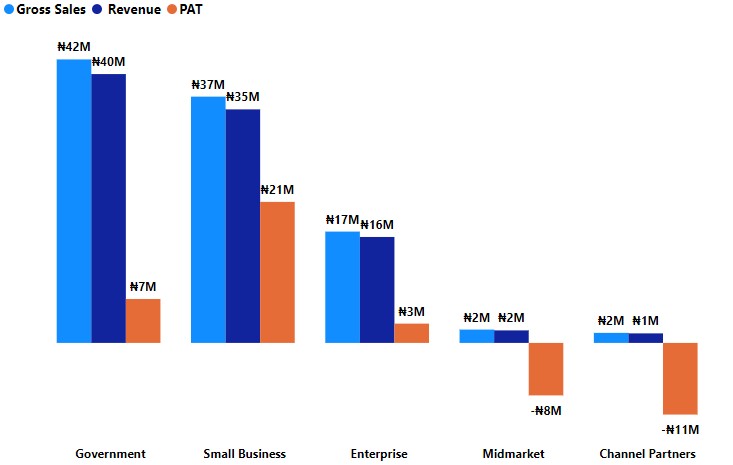 Gross Sales Revenue PAT
₦42M
₦40M
₦7M
₦37M
₦35M
₦21M
₦17M
₦16M
₦3M
₦2M
₦2M
-₦8M
₦2M
₦1M
-₦11M
Government Small Business Enterprise Midmarket Channel Partners